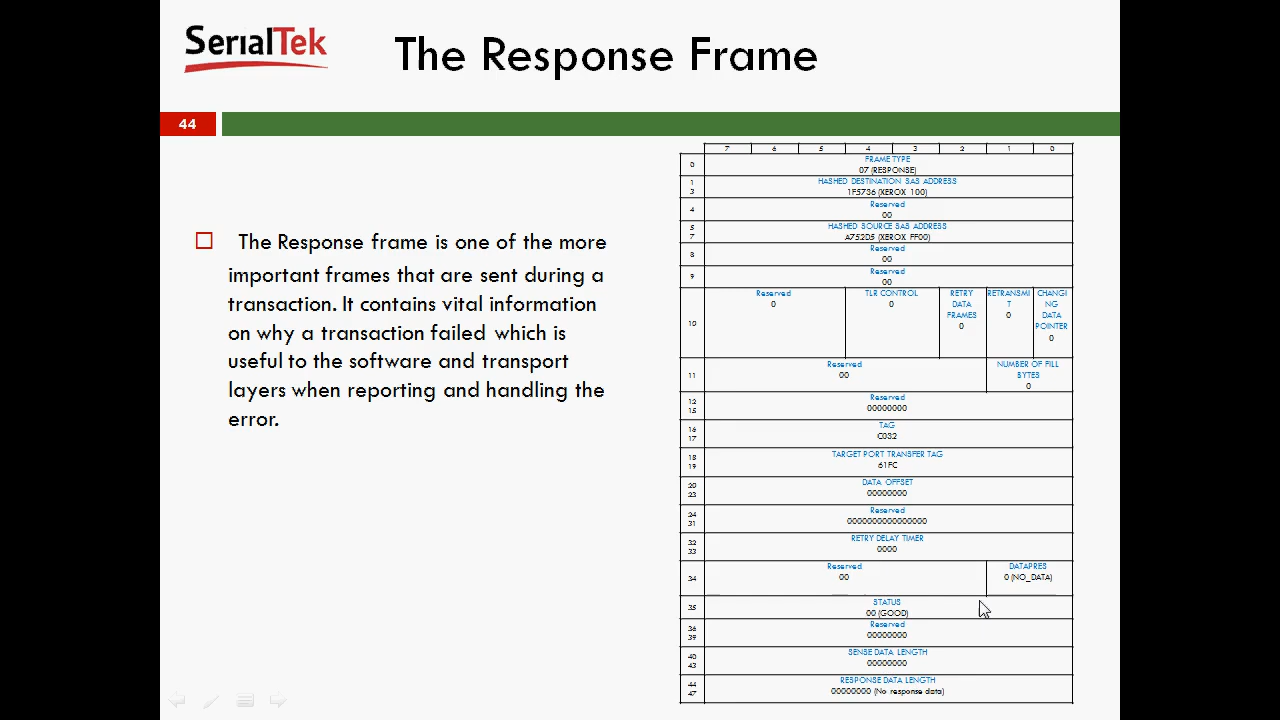 SerialTek
The Response Frame
44
The Response frame is one of the more
important frames that are sent during a
transaction. It contains vital information
on why a transaction failed which is
useful to the software and transport
layers when reporting and handling the
error.
7 6 5 4 3 2 1 0
0
FRAME TYPE
07 (RESPONSE)
1
3
HASHED DESTINATION SAS ADDRESS
1F5736 (XEROX_100)
4
Reserved
00
5
7
HASHED SOURCE SAS ADDRESS
A752D5 (XEROX_FF00)
8
Reserved
00
9
Reserved
00
10
Reserved
0
TLR CONTROL
0
RETRY
DATA
FRAMES
0
RETRANSMI
T
0
CHANGI
NG
DATA
POINTER
0
11
Reserved
00
NUMBER OF FILL
BYTES
0
12
15
Reserved
00000000
16
17
TAG
C032
18
19
TARGET PORT TRANSFER TAG
61FC
20
23
DATA OFFSET
00000000
24
31
Reserved
0000000000000000
32
33
RETRY DELAY TIMER
0000
34
Reserved
00
DATAPRES
0 (NO_DATA)
35
STATUS
00 (GOOD)
36
39
Reserved
00000000
40
43
SENSE DATA LENGTH
00000000
44
47
RESPONSE DATA LENGTH
00000000 (No response data)